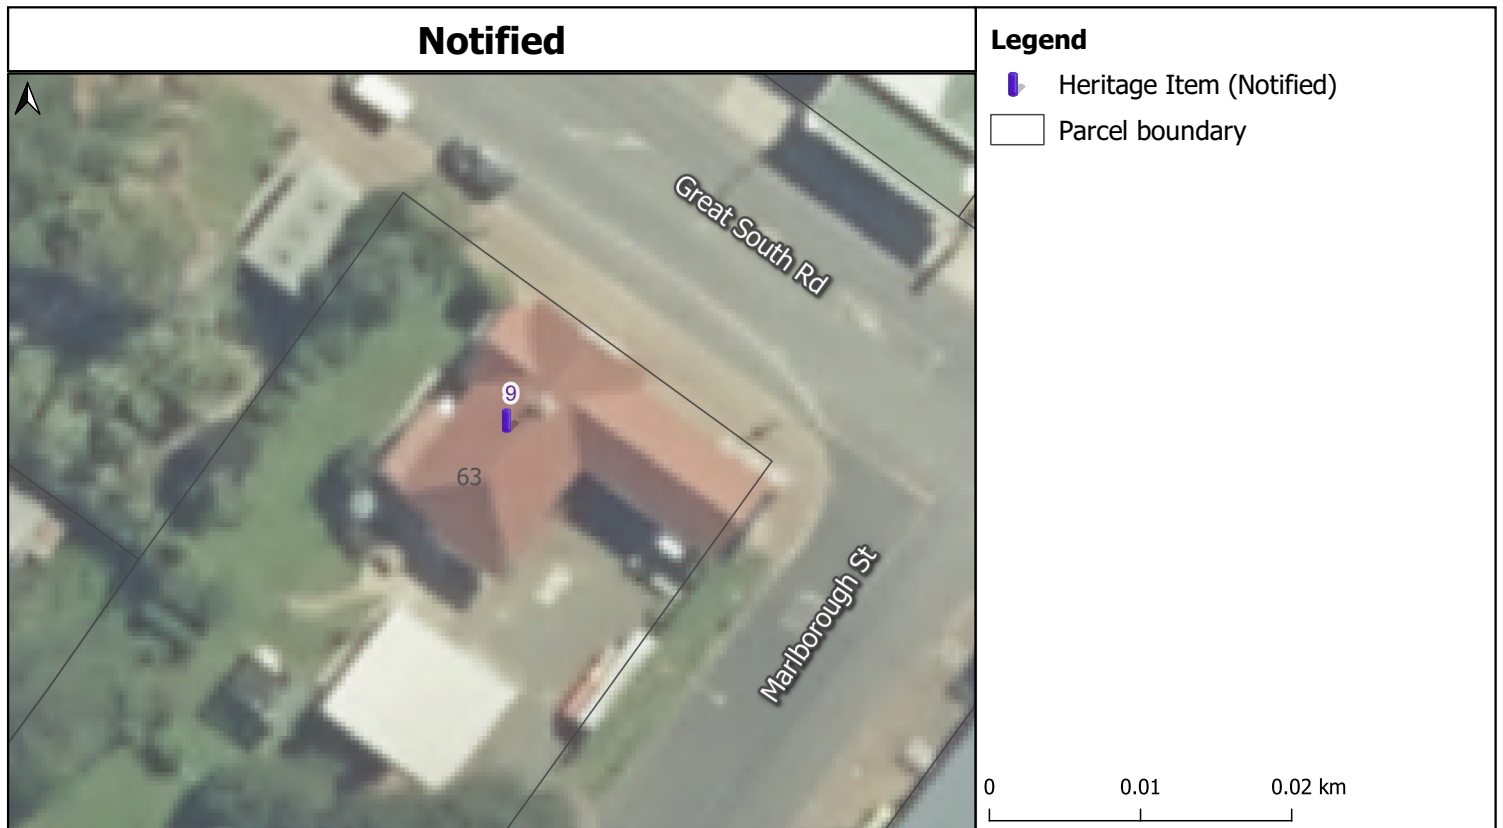 Notified
Legend
Heritage Item (Notified)
Parcel boundary
Great South Rd
9
63
Marlborough St
0 0.01 0.02 km